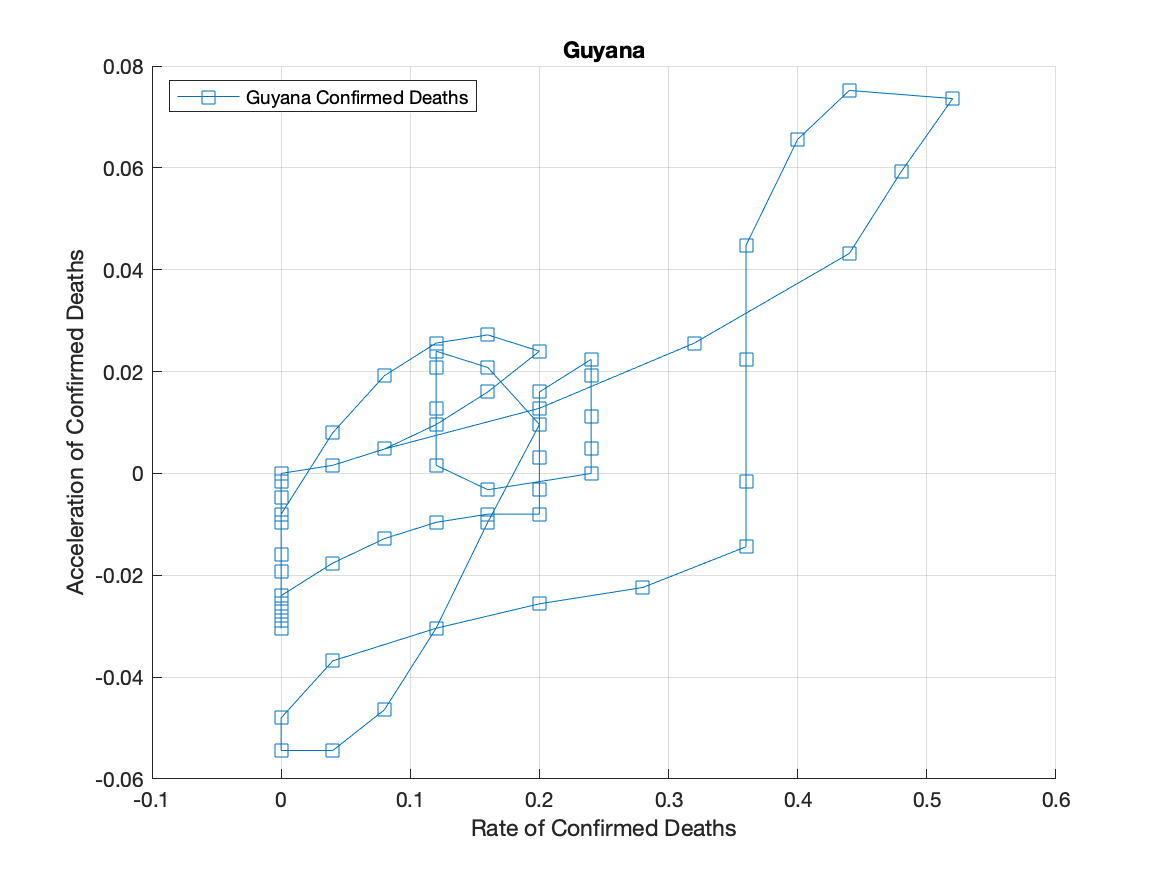 Guyana
0.08
Guyana Confirmed Deaths
0.06
0.04
0.02
0
-0.02
-0.04
-0.06
Acceleration of Confirmed Deaths
-0.1 0 0.1 0.2 0.3 0.4 0.5 0.6
Rate of Confirmed Deaths